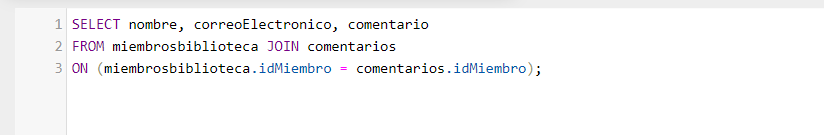 1 SELECT nombre, correoElectronico, comentario
2 FROM miembrosbiblioteca JOIN comentarios
3 ON (miembrosbiblioteca.idMiembro = comentarios.idMiembro);